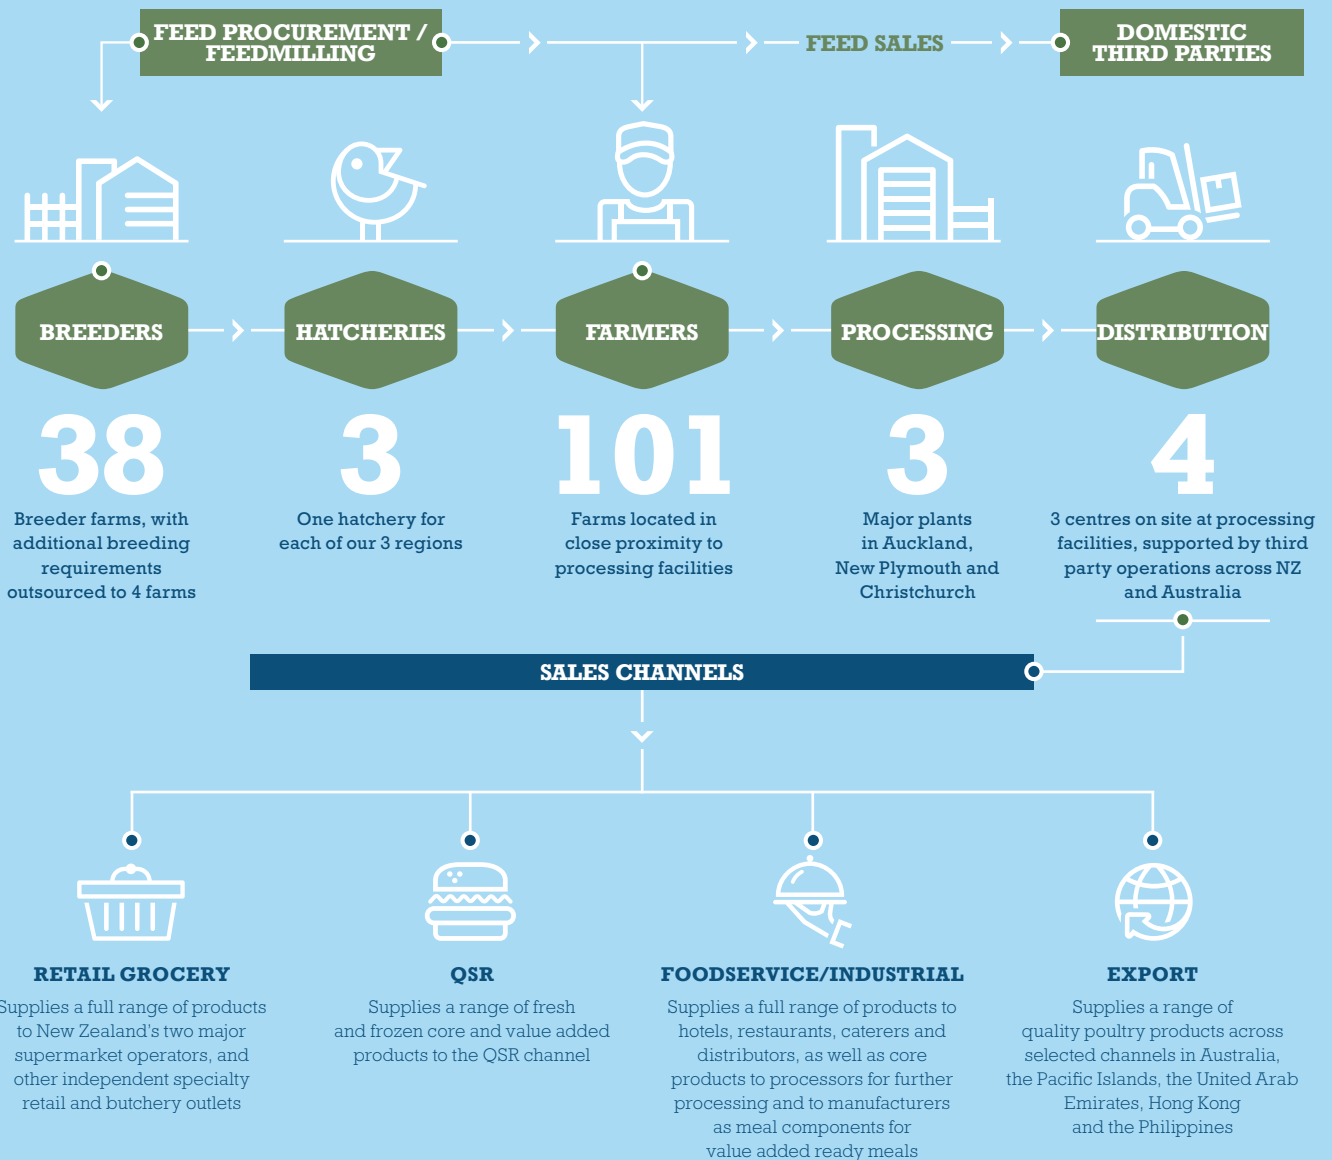 FEED PROCUREMENT /
FEEDMILLING
FEED SALES
DOMESTIC
THIRD PARTIES
BREEDERS
HATCHERIES
FARMERS
PROCESSING
DISTRIBUTION
38
Breeder farms, with
additional breeding
requirements
outsourced to 4 farms
3
One hatchery for
each of our 3 regions
101
Farms located in
close proximity to
processing facilities
3
Major plants
in Auckland,
New Plymouth and
Christchurch
4
3 centres on site at processing
facilities, supported by third
party operations across NZ
and Australia
SALES CHANNELS
RETAIL GROCERY
Supplies a full range of products
to New Zealand's two major
supermarket operators, and
other independent specialty
retail and butchery outlets
QSR
Supplies a range of fresh
and frozen core and value added
products to the QSR channel
FOODSERVICE/INDUSTRIAL
Supplies a full range of products to
hotels, restaurants, caterers and
distributors, as well as core
products to processors for further
processing and to manufacturers
as meal components for
value added ready meals
EXPORT
Supplies a range of
quality poultry products across
selected channels in Australia,
the Pacific Islands, the United Arab
Emirates, Hong Kong
and the Philippines